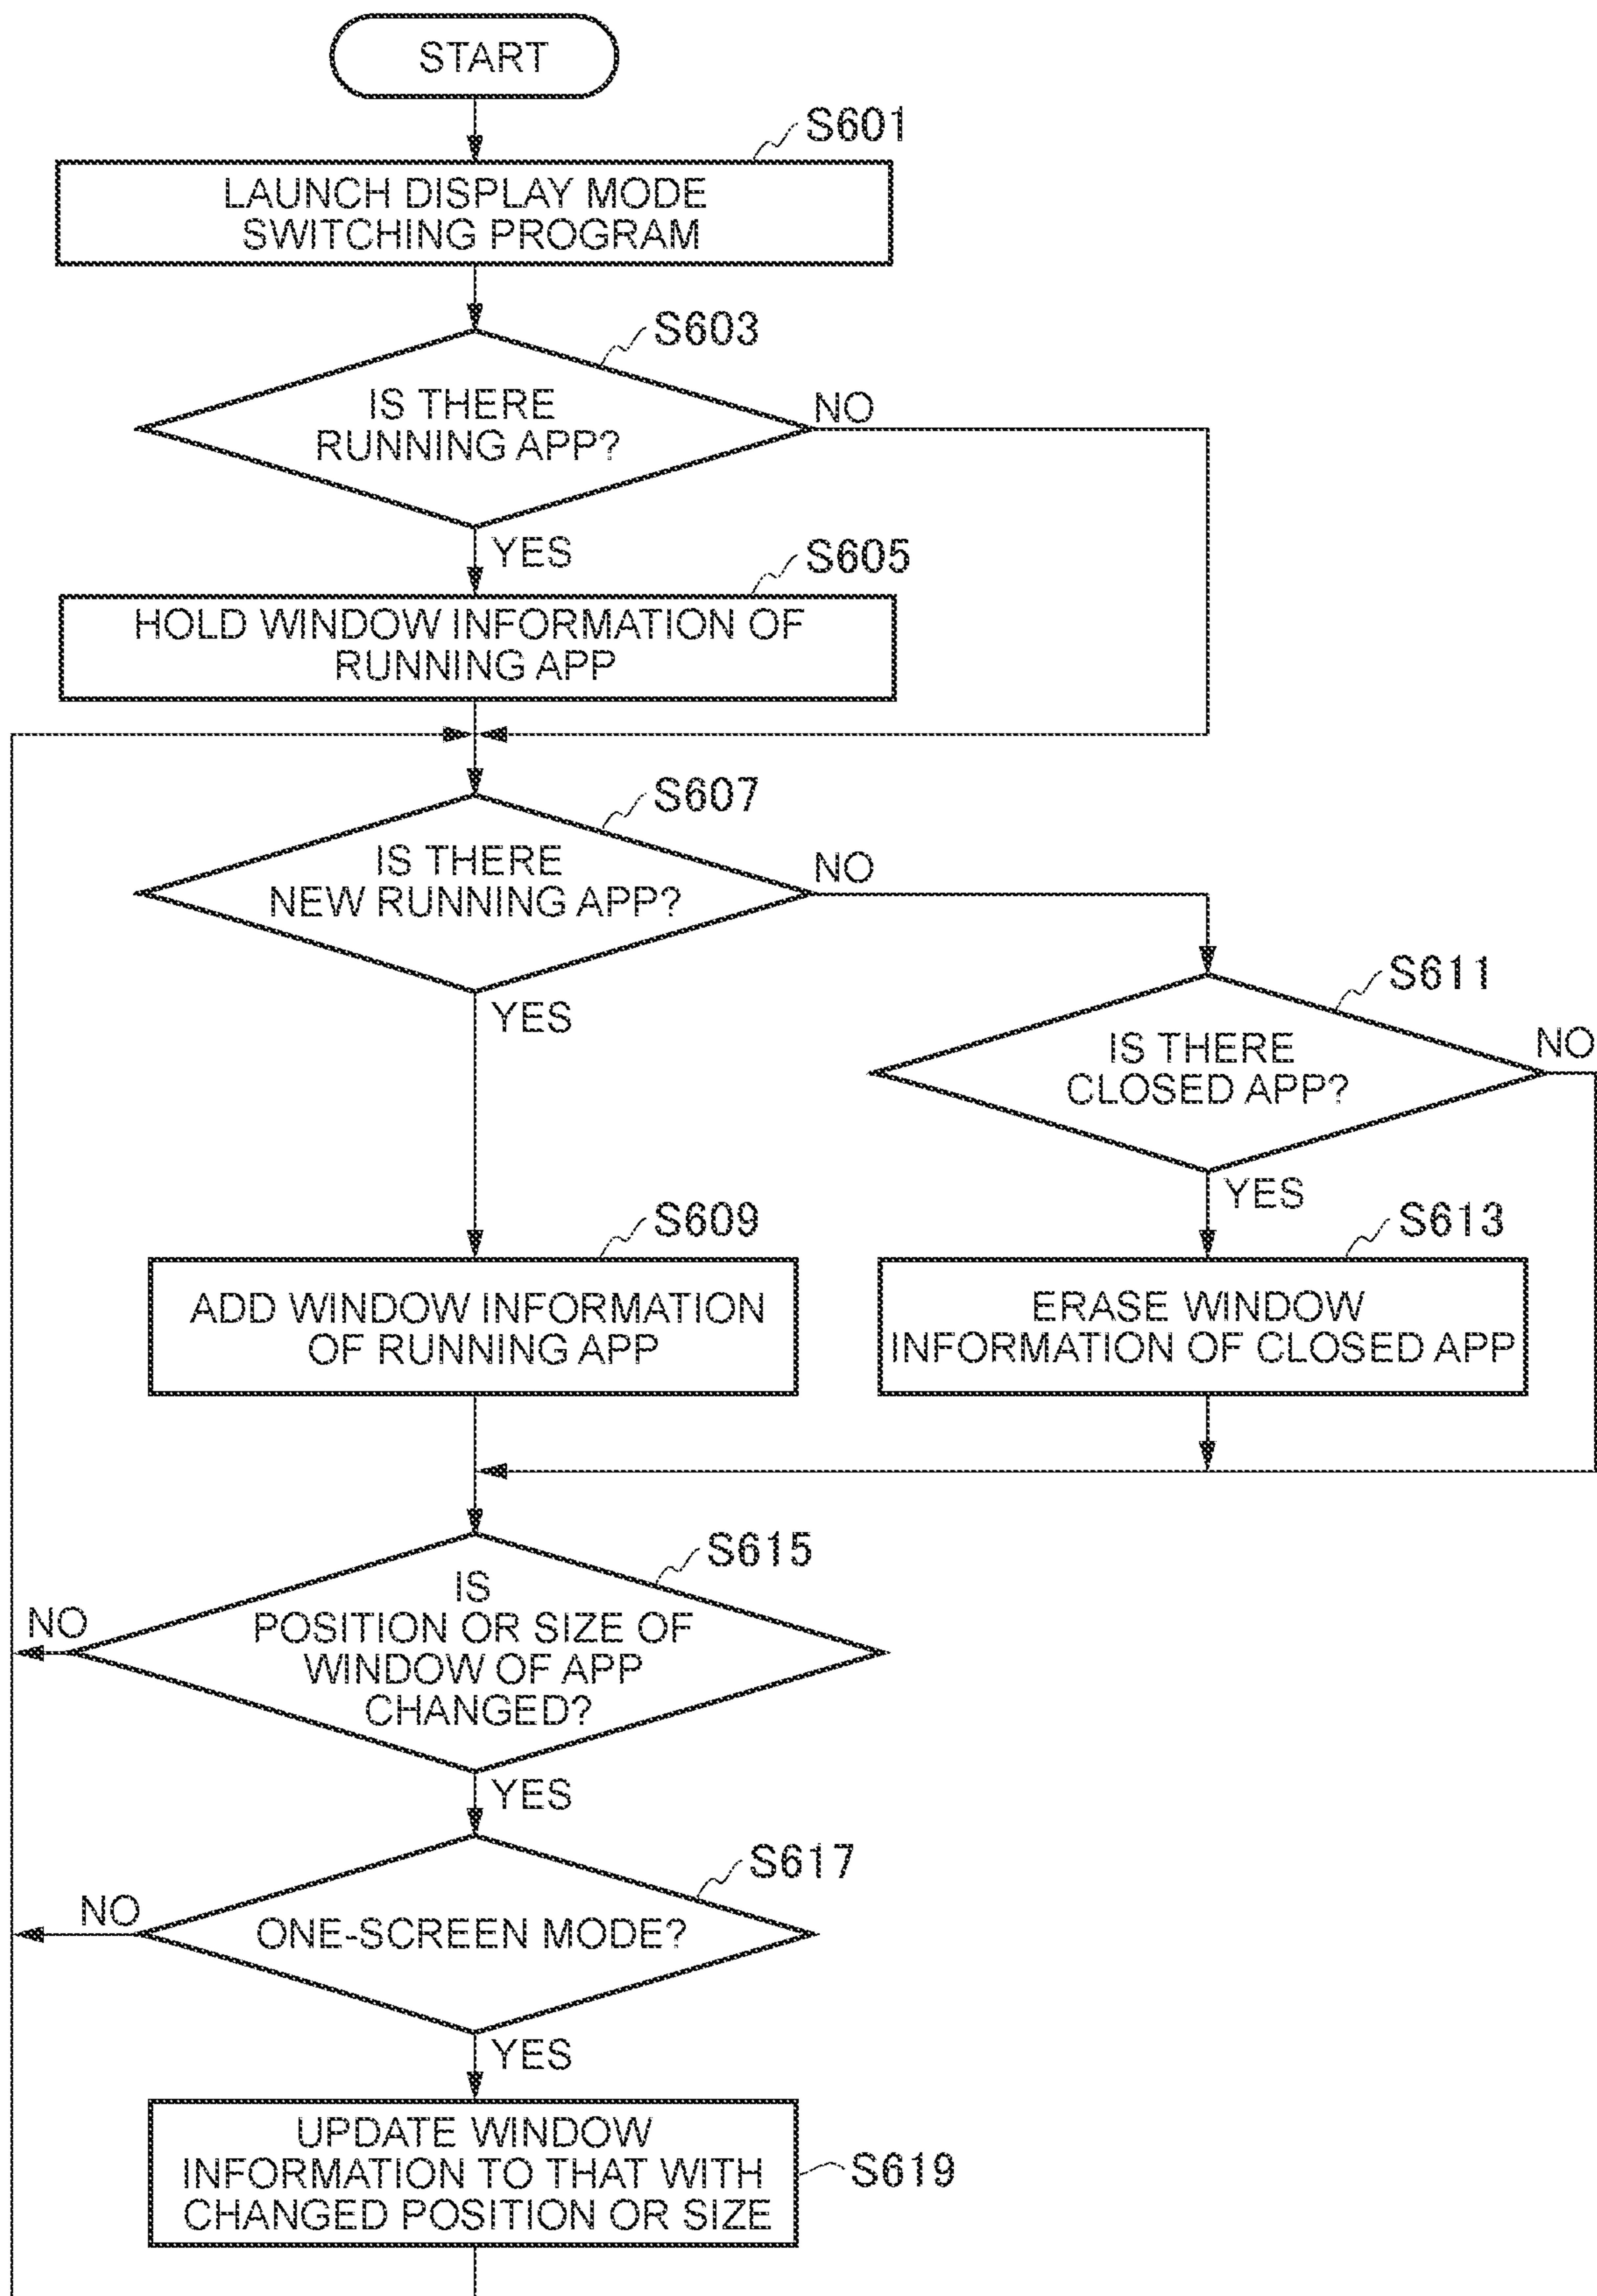 START
S601
LAUNCH DISPLAY MODE
SWITCHING PROGRAM
S603
IS THERE
RUNNING APP?
NO
YES
S605
HOLD WINDOW INFORMATION OF
RUNNING APP
S607
IS THERE
NEW RUNNING APP?
NO
YES
S611
IS THERE
CLOSED APP?
NO
YES
S609
ADD WINDOW INFORMATION
OF RUNNING APP
S613
ERASE WINDOW
INFORMATION OF CLOSED APP
S615
IS
POSITION OR SIZE OF
WINDOW OF APP
CHANGED?
NO
YES
S617
ONE-SCREEN MODE?
NO
YES
UPDATE WINDOW
INFORMATION TO THAT WITH
CHANGED POSITION OR SIZE
S619